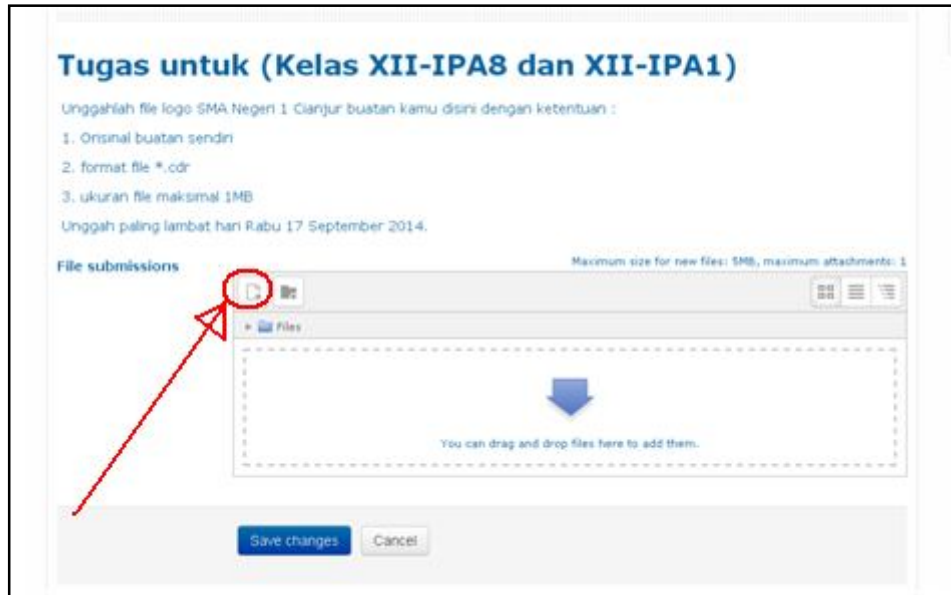 Tugas untuk (Kelas XII-IPA8 dan XII-IPA1)
Unggahlah file logo SMA Negeri 1 Cianjur buatan kamu disini dengan ketentuan :
1. Orisinal buatan sendiri
2. format file *.cdr
3. ukuran file maksimal 1MB
Unggah paling lambat hari Rabu 17 September 2014.
File submissions
Maximum size for new files: 5MB, maximum attachments: 1
Files
You can drag and drop files here to add them.
Save changes
Cancel